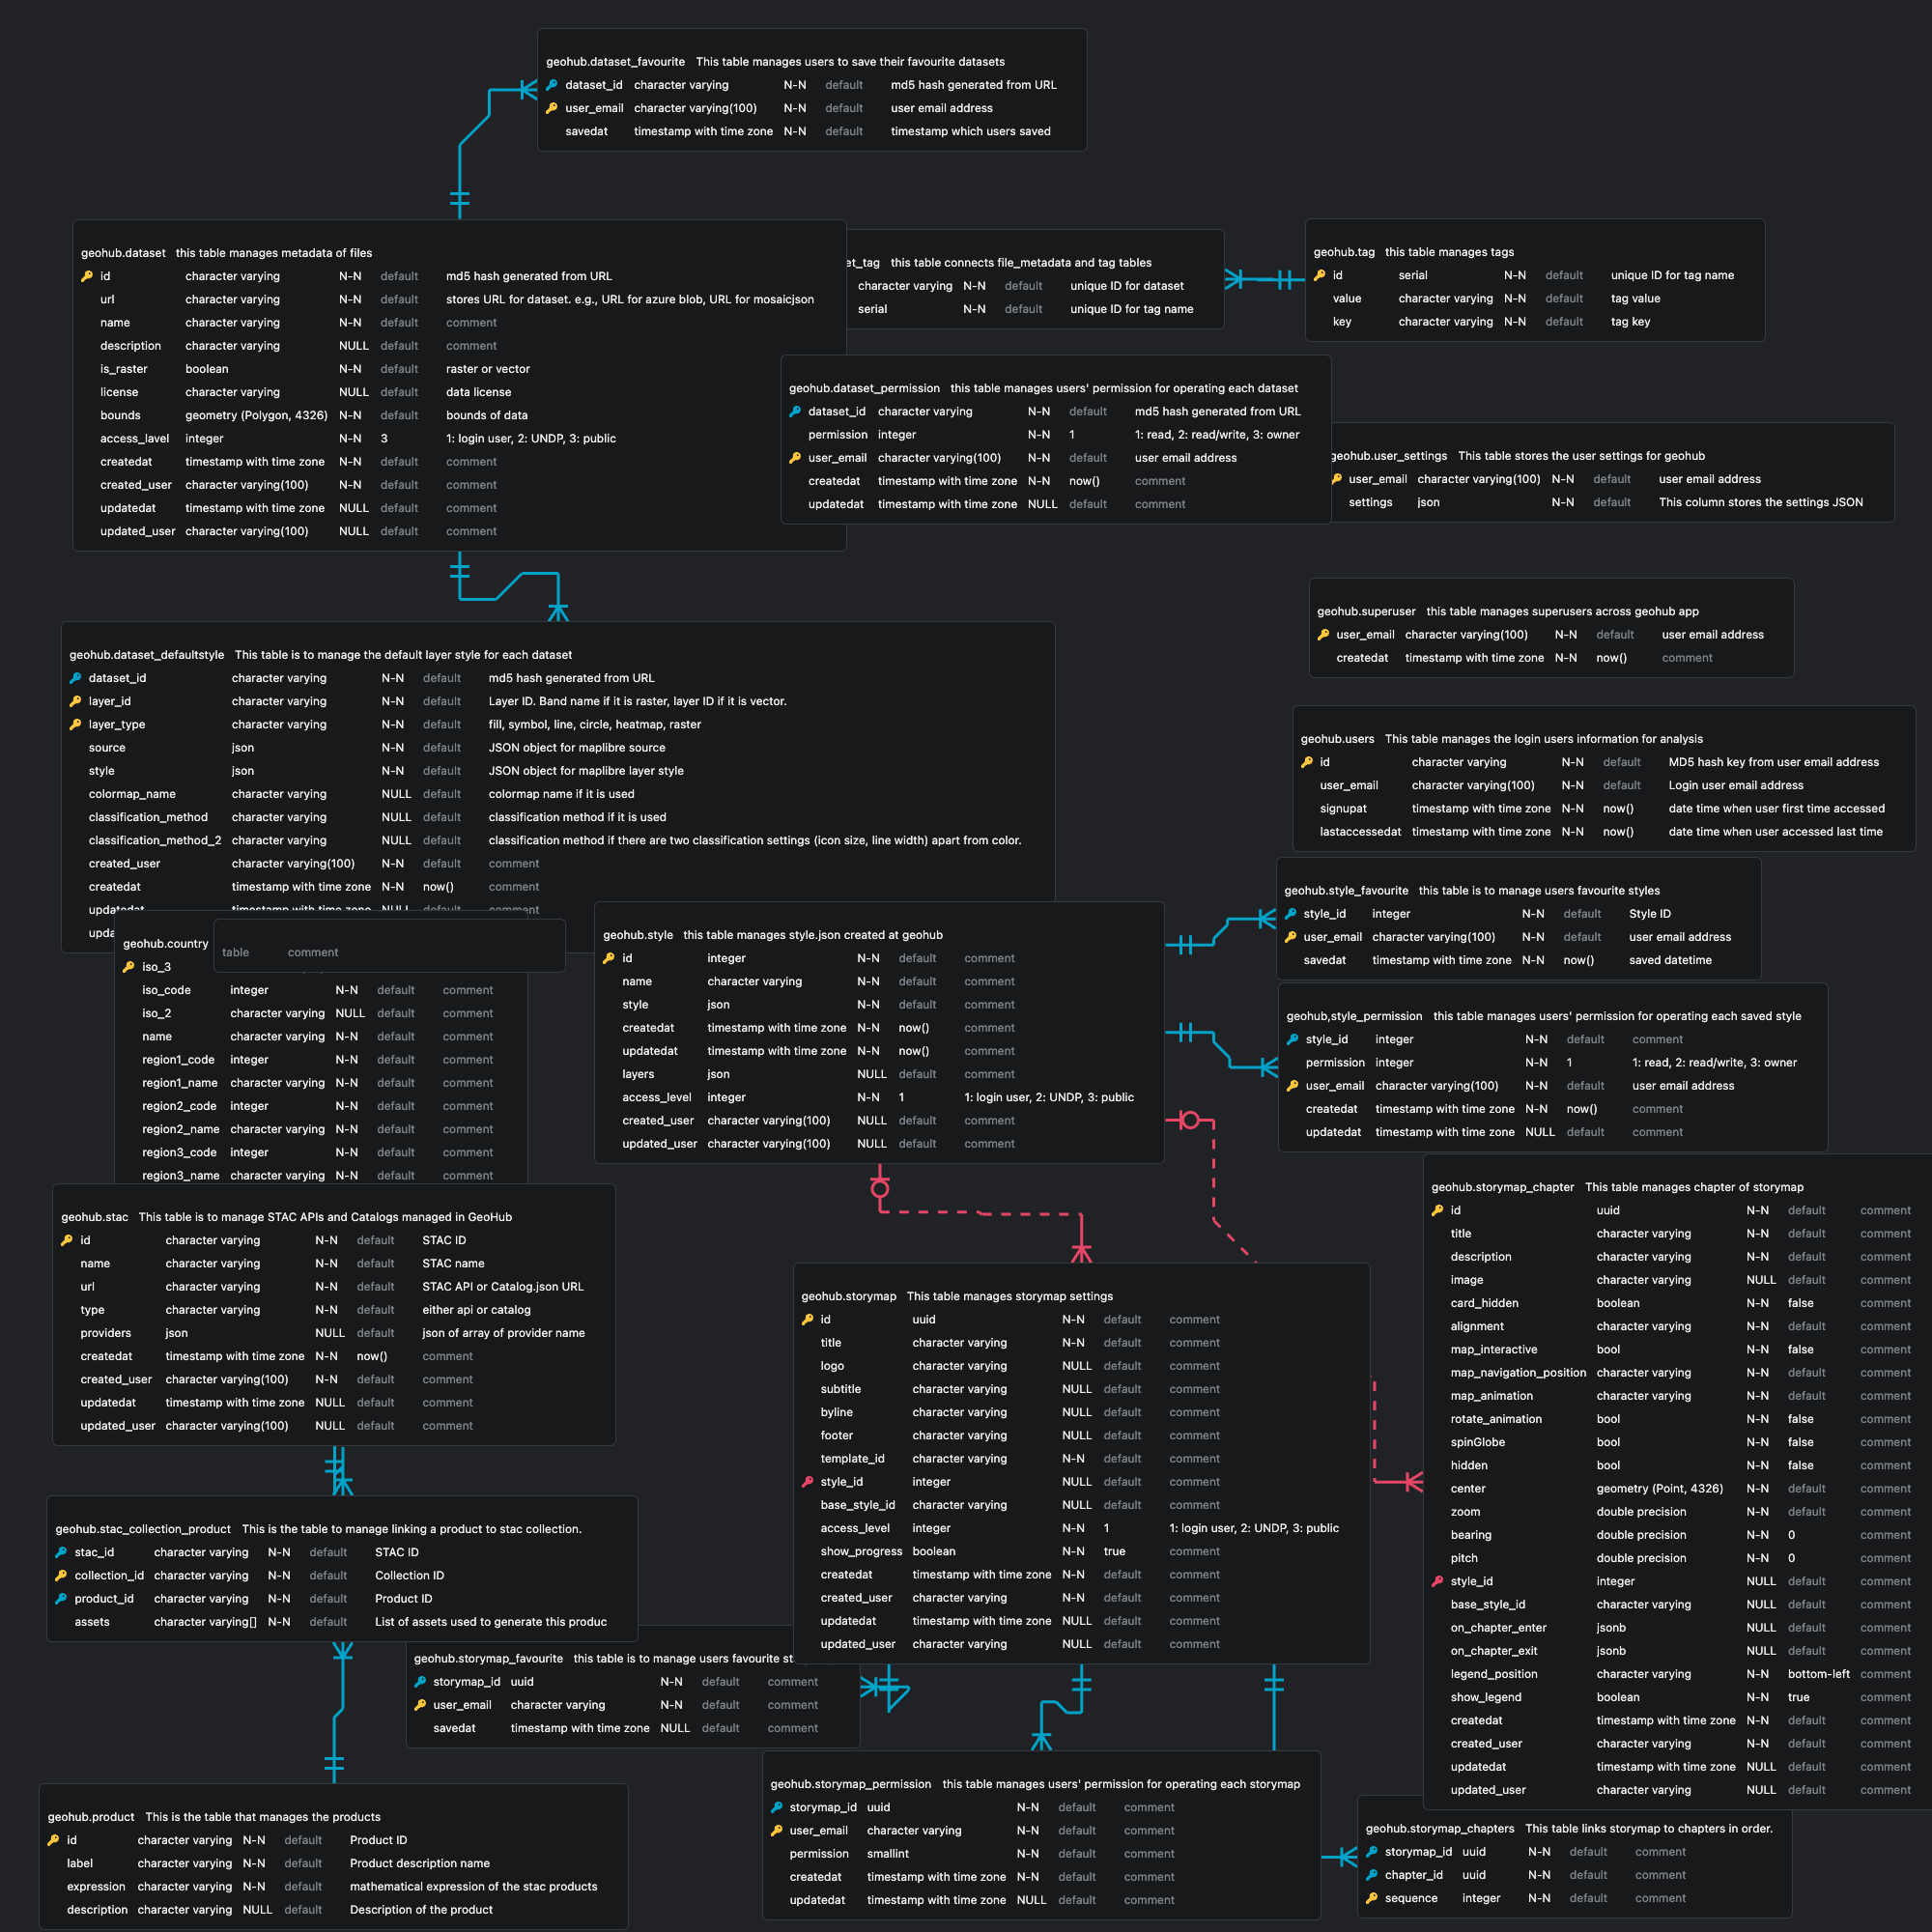 geohub.dataset_favourite This table manages users to save their favourite datasets
dataset_id character varying N-N default md5 hash generated from URL
user_email character varying(100) N-N default user email address
savedat timestamp with time zone N-N default timestamp which users saved
geohub.dataset this table manages metadata of files
id character varying N-N default md5 hash generated from URL
url character varying N-N default stores URL for dataset. e.g., URL for azure blob, URL for mosaicjson
name character varying N-N default comment
description character varying NULL default comment
is_raster boolean N-N default raster or vector
license character varying NULL default data license
bounds geometry (Polygon, 4326) N-N default bounds of data
access_lavel integer N-N 3 1: login user, 2: UNDP, 3: public
createdat timestamp with time zone N-N default comment
created_user character varying(100) N-N default comment
updatedat timestamp with time zone NULL default comment
updated_user character varying(100) NULL default comment
et_tag this table connects file_metadata and tag tables
character varying N-N default unique ID for dataset
serial N-N default unique ID for tag name
geohub.tag this table manages tags
id serial N-N default unique ID for tag name
value character varying N-N default tag value
key character varying N-N default tag key
geohub.dataset_permission this table manages users' permission for operating each dataset
dataset_id character varying N-N default md5 hash generated from URL
permission integer N-N 1 1: read, 2: read/write, 3: owner
user_email character varying(100) N-N default user email address
createdat timestamp with time zone N-N now() comment
updatedat timestamp with time zone NULL default comment
geohub.user_settings This table stores the user settings for geohub
user_email character varying(100) N-N default user email address
settings json N-N default This column stores the settings JSON
geohub.superuser this table manages superusers across geohub app
user_email character varying(100) N-N default user email address
createdat timestamp with time zone N-N now() comment
geohub.dataset_defaultstyle This table is to manage the default layer style for each dataset
dataset_id character varying N-N default md5 hash generated from URL
layer_id character varying N-N default Layer ID. Band name if it is raster, layer ID if it is vector.
layer_type character varying N-N default fill, symbol, line, circle, heatmap, raster
source json N-N default JSON object for maplibre source
style json N-N default JSON object for maplibre layer style
colormap_name character varying NULL default colormap name if it is used
classification_method character varying NULL default classification method if it is used
classification_method_2 character varying NULL default classification method if there are two classification settings (icon size, line width) apart from color.
created_user character varying(100) N-N default comment
createdat timestamp with time zone N-N now() comment
updatedat timestamp with time zone NULL default comment
upda
geohub.users This table manages the login users information for analysis
id character varying N-N default MD5 hash key from user email address
user_email character varying(100) N-N default Login user email address
signupat timestamp with time zone N-N now() date time when user first time accessed
lastaccessedat timestamp with time zone N-N now() date time when user accessed last time
geohub.country
table comment
iso_3
iso_code integer N-N default comment
iso_2 character varying NULL default comment
name character varying N-N default comment
region1_code integer N-N default comment
region1_name character varying N-N default comment
region2_code integer N-N default comment
region2_name character varying N-N default comment
region3_code integer N-N default comment
region3_name character varying N-N default comment
geohub.style this table manages style.json created at geohub
id integer N-N default comment
name character varying N-N default comment
style json N-N default comment
createdat timestamp with time zone N-N now() comment
updatedat timestamp with time zone N-N now() comment
layers json NULL default comment
access_level integer N-N 1 1: login user, 2: UNDP, 3: public
created_user character varying(100) NULL default comment
updated_user character varying(100) NULL default comment
geohub.style_favourite this table is to manage users favourite styles
style_id integer N-N default Style ID
user_email character varying(100) N-N default user email address
savedat timestamp with time zone N-N now() saved datetime
geohub,style_permission this table manages users' permission for operating each saved style
style_id integer N-N default comment
permission integer N-N 1 1: read, 2: read/write, 3: owner
user_email character varying(100) N-N default user email address
createdat timestamp with time zone N-N now() comment
updatedat timestamp with time zone NULL default comment
geohub.stac This table is to manage STAC APIs and Catalogs managed in GeoHub
id character varying N-N default STAC ID
name character varying N-N default STAC name
url character varying N-N default STAC API or Catalog.json URL
type character varying N-N default either api or catalog
providers json NULL default json of array of provider name
createdat timestamp with time zone N-N now() comment
created_user character varying(100) N-N default comment
updatedat timestamp with time zone NULL default comment
updated_user character varying(100) NULL default comment
geohub.storymap This table manages storymap settings
id uuid N-N default comment
title character varying N-N default comment
logo character varying NULL default comment
subtitle character varying NULL default comment
byline character varying NULL default comment
footer character varying NULL default comment
template_id character varying N-N default comment
style_id integer NULL default comment
base_style_id character varying NULL default comment
access_level integer N-N 1 1: login user, 2: UNDP, 3: public
show_progress boolean N-N true comment
createdat timestamp with time zone N-N default comment
created_user character varying N-N default comment
updatedat timestamp with time zone NULL default comment
updated_user character varying NULL default comment
geohub.storymap_chapter This table manages chapter of storymap
id uuid N-N default comment
title character varying N-N default comment
description character varying N-N default comment
image character varying NULL default comment
card_hidden boolean N-N false comment
alignment character varying N-N default comment
map_interactive bool N-N false comment
map_navigation_position character varying N-N default comment
map_animation character varying N-N default comment
rotate_animation bool N-N false comment
spinGlobe bool N-N false comment
hidden bool N-N false comment
center geometry (Point, 4326) N-N default comment
zoom double precision N-N default comment
bearing double precision N-N 0 comment
pitch double precision N-N 0 comment
style_id integer NULL default comment
base_style_id character varying NULL default comment
on_chapter_enter jsonb NULL default comment
on_chapter_exit jsonb NULL default comment
legend_position character varying N-N bottom-left comment
show_legend boolean N-N true comment
createdat timestamp with time zone N-N default comment
created_user character varying N-N default comment
updatedat timestamp with time zone NULL default comment
updated_user character varying NULL default comment
geohub.stac_collection_product This is the table to manage linking a product to stac collection.
stac_id character varying N-N default STAC ID
collection_id character varying N-N default Collection ID
product_id character varying N-N default Product ID
assets character varying[] N-N default List of assets used to generate this produc
geohub.storymap_favourite this table is to manage users favourite st
storymap_id uuid N-N default comment
user_email character varying N-N default comment
savedat timestamp with time zone NULL default comment
geohub.product This is the table that manages the products
id character varying N-N default Product ID
label character varying N-N default Product description name
expression character varying N-N default mathematical expression of the stac products
description character varying NULL default Description of the product
geohub.storymap_permission this table manages users' permission for operating each storymap
storymap_id uuid N-N default comment
user_email character varying N-N default comment
permission smallint N-N default comment
createdat timestamp with time zone N-N default comment
updatedat timestamp with time zone NULL default comment
geohub.storymap_chapters This table links storymap to chapters in order.
storymap_id uuid N-N default comment
chapter_id uuid N-N default comment
sequence integer N-N default comment